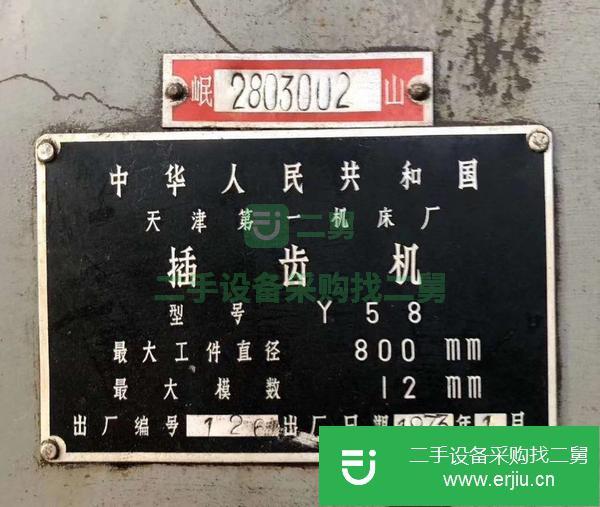 岷 2803002 山
中华人民共和国
天津第一机床厂
二舅
插齿机
二手设备采购找二舅
型号 Y58
最大工件直径 800 mm
最大模数 12 mm
出厂编号 126 出厂日期 1973年1月
二手设备采购找二舅
www.erjiu.cn